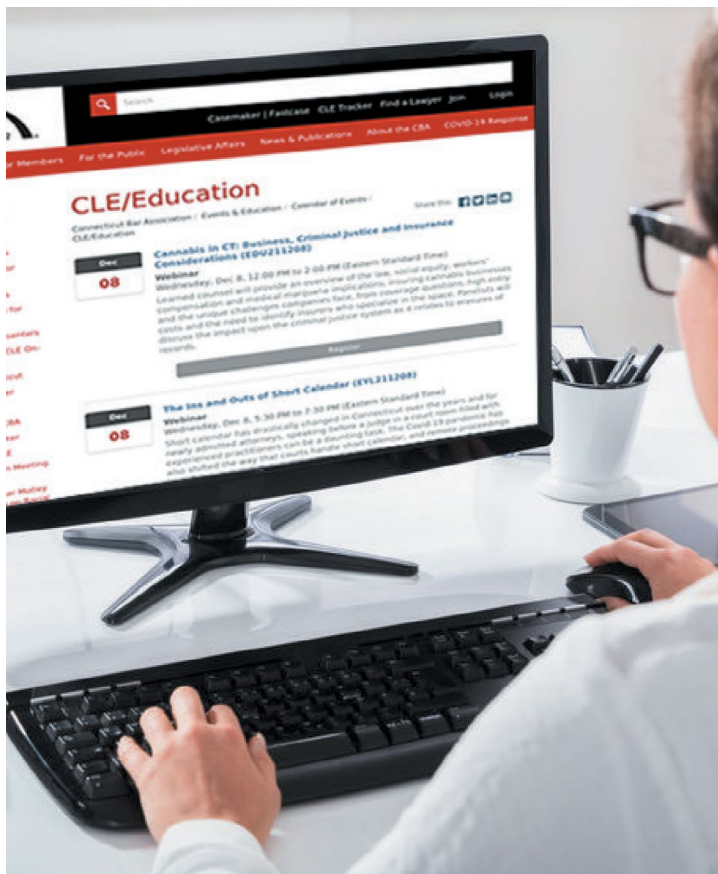 Search
Casemaker | Fastcase CLE Tracker Find a Lawyer Join Login
or Members For the Public Legislative Affairs News & Publications About the CBA COVID-14 Response
CLE/Education
Connecticut Bar Association / Events & Education / Calendar of Events /
CLE/Education
Share this:
Dec
08
Cannabis in CT: Business, Criminal Justice and Insurance
Considerations (EDU211208)
Webinar
Wednesday, Dec 8, 12:00 PM to 2:00 PM (Eastern Standard Time)
Learned counsel will provide an overview of the law, social equity, workers'
compensation and medical marijuana implications, insuring cannabis businesses
and the unique challenges companies face, from coverage questions, high entry
costs and the need to identify insurers who specialize in the space. Panelists will
discuss the impact upon the criminal justice system as it relates to erasures of
records.
Register
Dec
08
The Ins and Outs of Short Calendar (EYL211208)
Webinar
Wednesday, Dec 8, 5:30 PM to 7:30 PM (Eastern Standard Time)
Short calendar has drastically changed in Connecticut over the years and for
newly admitted attorneys, speaking before a judge in a court room filled with
experienced practitioners can be a daunting task. The Covid 19 pandemic has
also shifted the way that courts handle short calendar, and remote proceedings
or
for
CLE On-
cut
er
E
Meeting